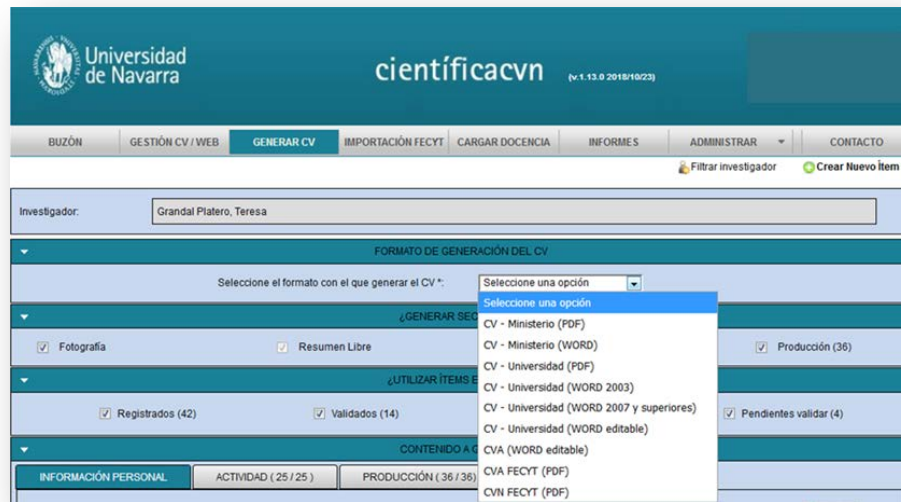 Universidad
de Navarra
científicacvn (v.1.13.0 2018/10/23)
BUZÓN GESTIÓN CV / WEB GENERAR CV IMPORTACIÓN FECYT CARGAR DOCENCIA INFORMES ADMINISTRAR CONTACTO
Filtrar investigador Crear Nuevo Ítem
Investigador: Grandal Platero, Teresa
FORMATO DE GENERACIÓN DEL CV
Seleccione el formato con el que generar el CV *: Seleccione una opción
Seleccione una opción
¿GENERAR SEC
CV - Ministerio (PDF)
Fotografía Resumen Libre CV - Ministerio (WORD) Producción (36)
CV - Universidad (PDF)
¿UTILIZAR ÍTEMS E
CV - Universidad (WORD 2003)
Registrados (42) Validados (14) CV - Universidad (WORD 2007 y superiores) Pendientes validar (4)
CV - Universidad (WORD editable)
CONTENIDO A G
CVA (WORD editable)
INFORMACIÓN PERSONAL ACTIVIDAD ( 25 / 25 ) PRODUCCIÓN ( 36 / 36 ) CVA FECYT (PDF)
CVN FECYT (PDF)